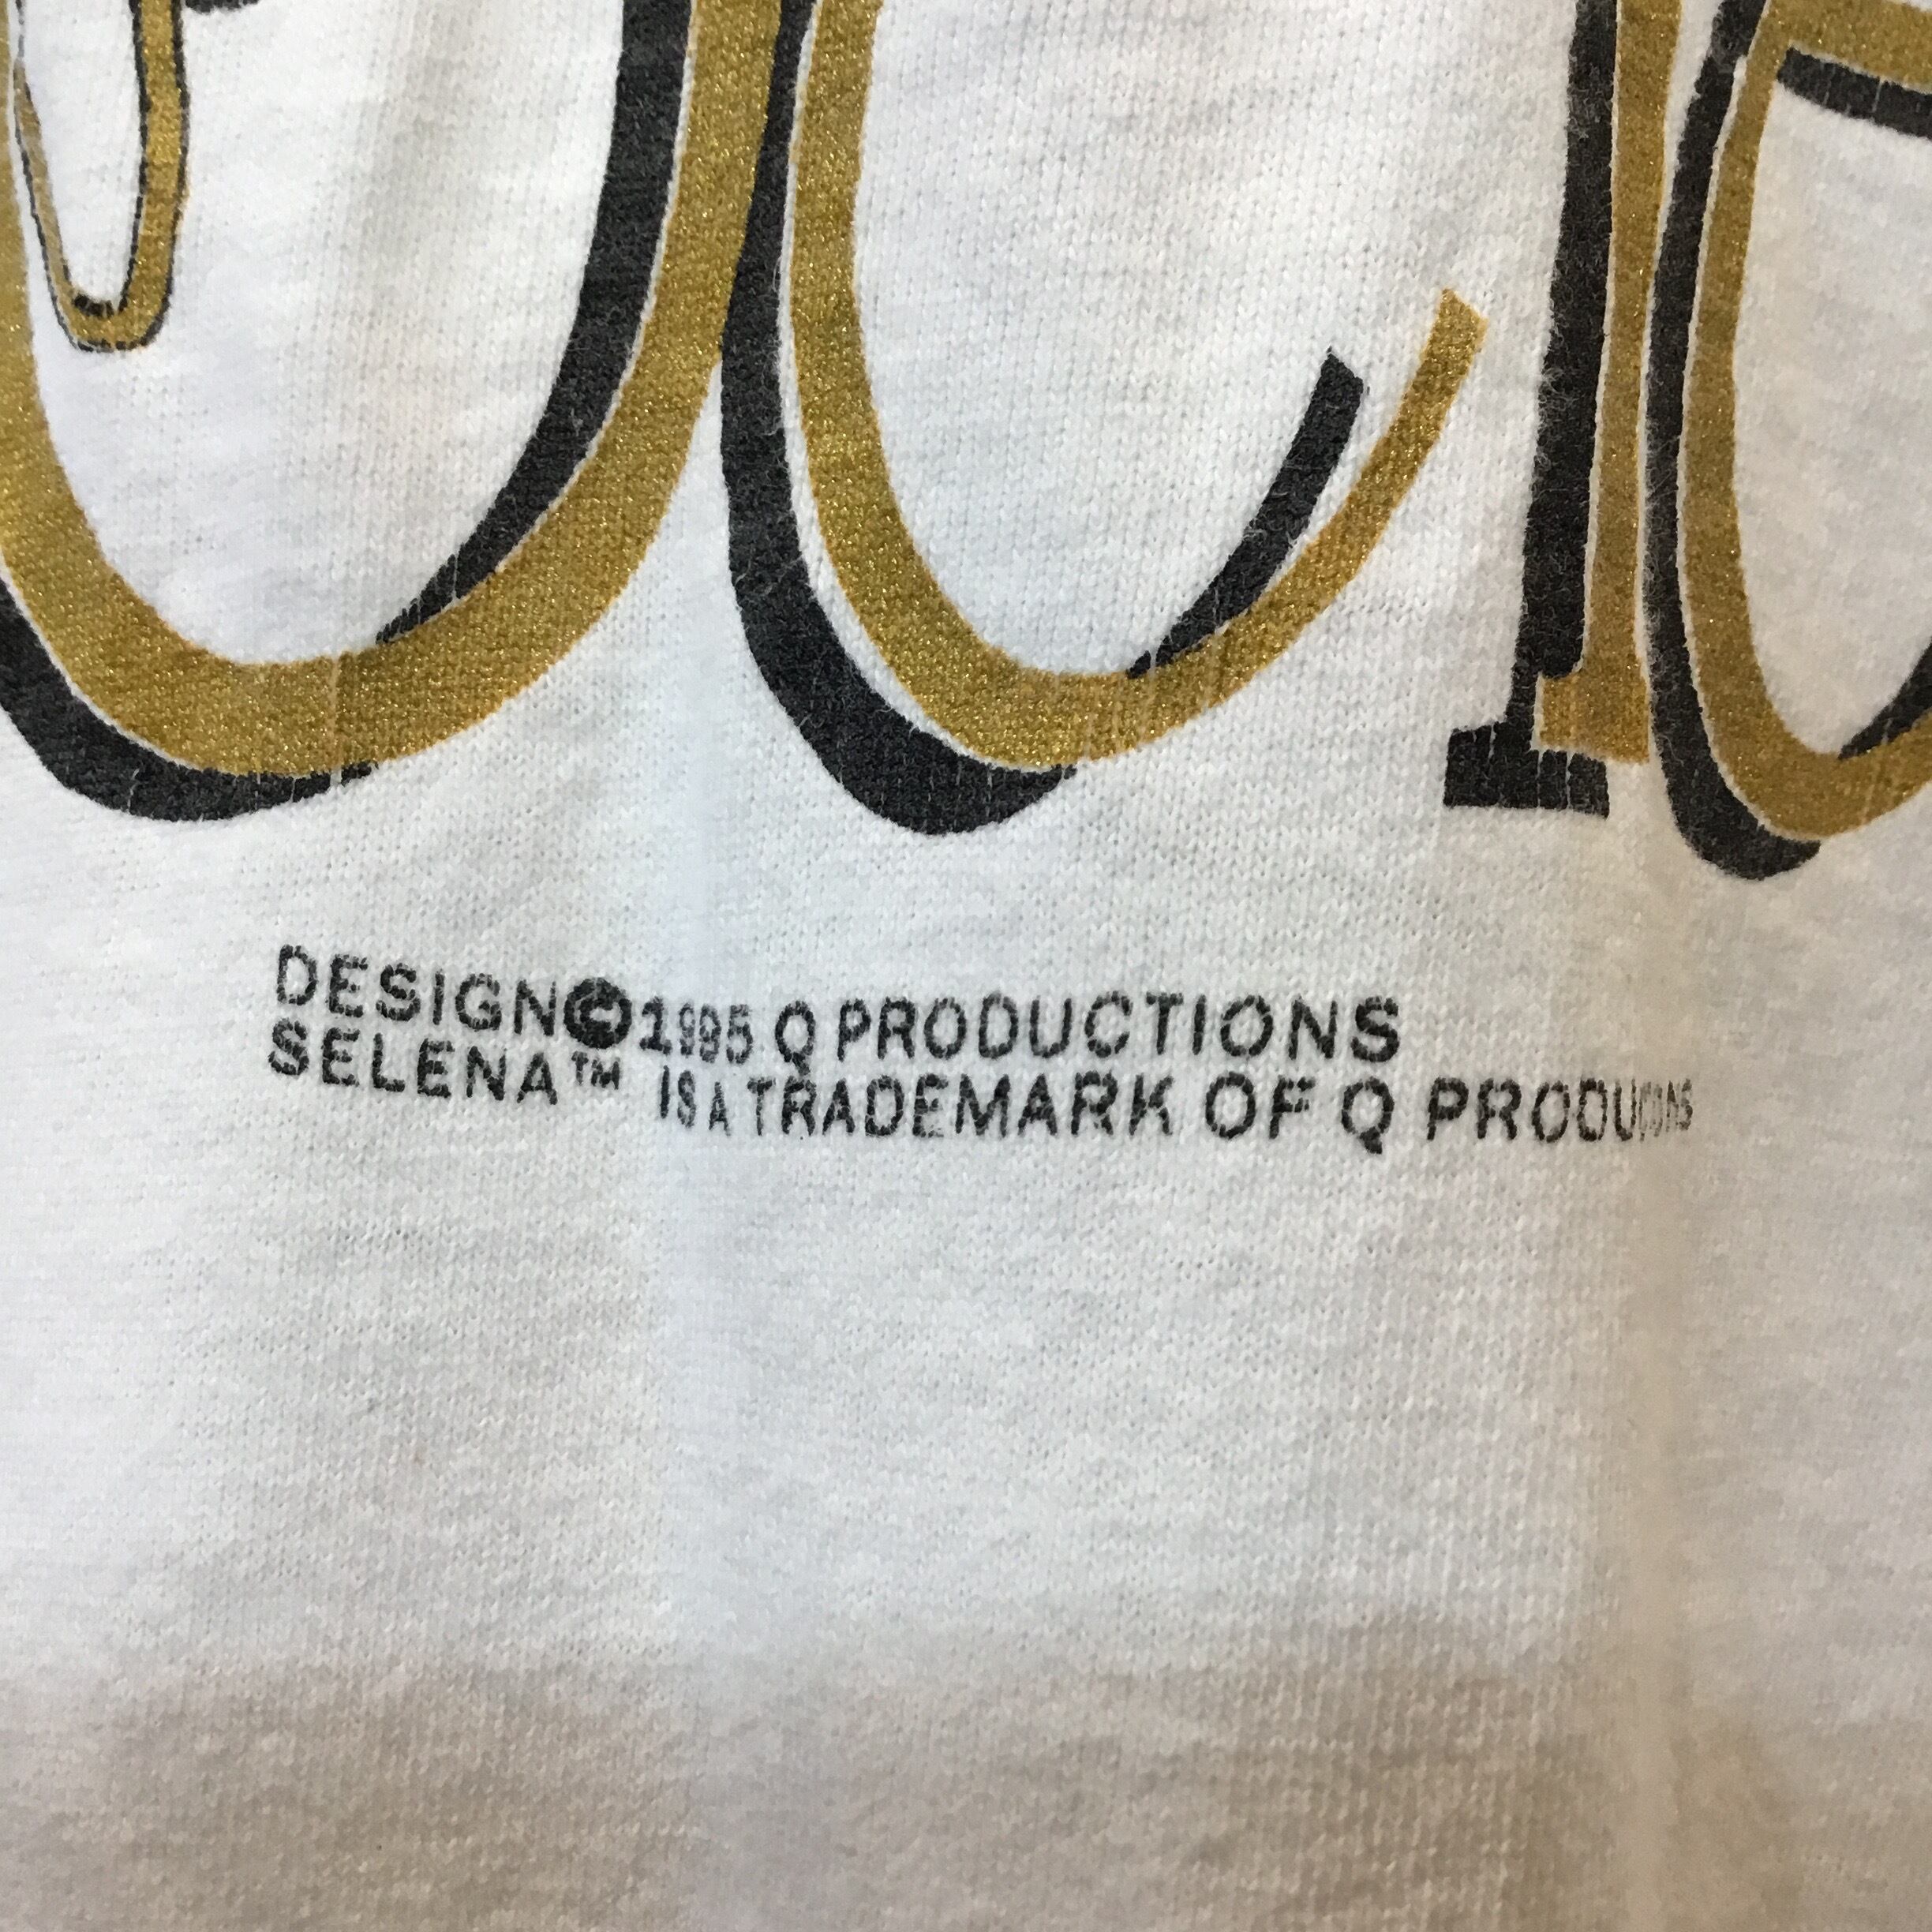 DESIGN©1995 Q PRODUCTIONS
SELENA™ IS A TRADEMARK OF Q PRODUCTIONS